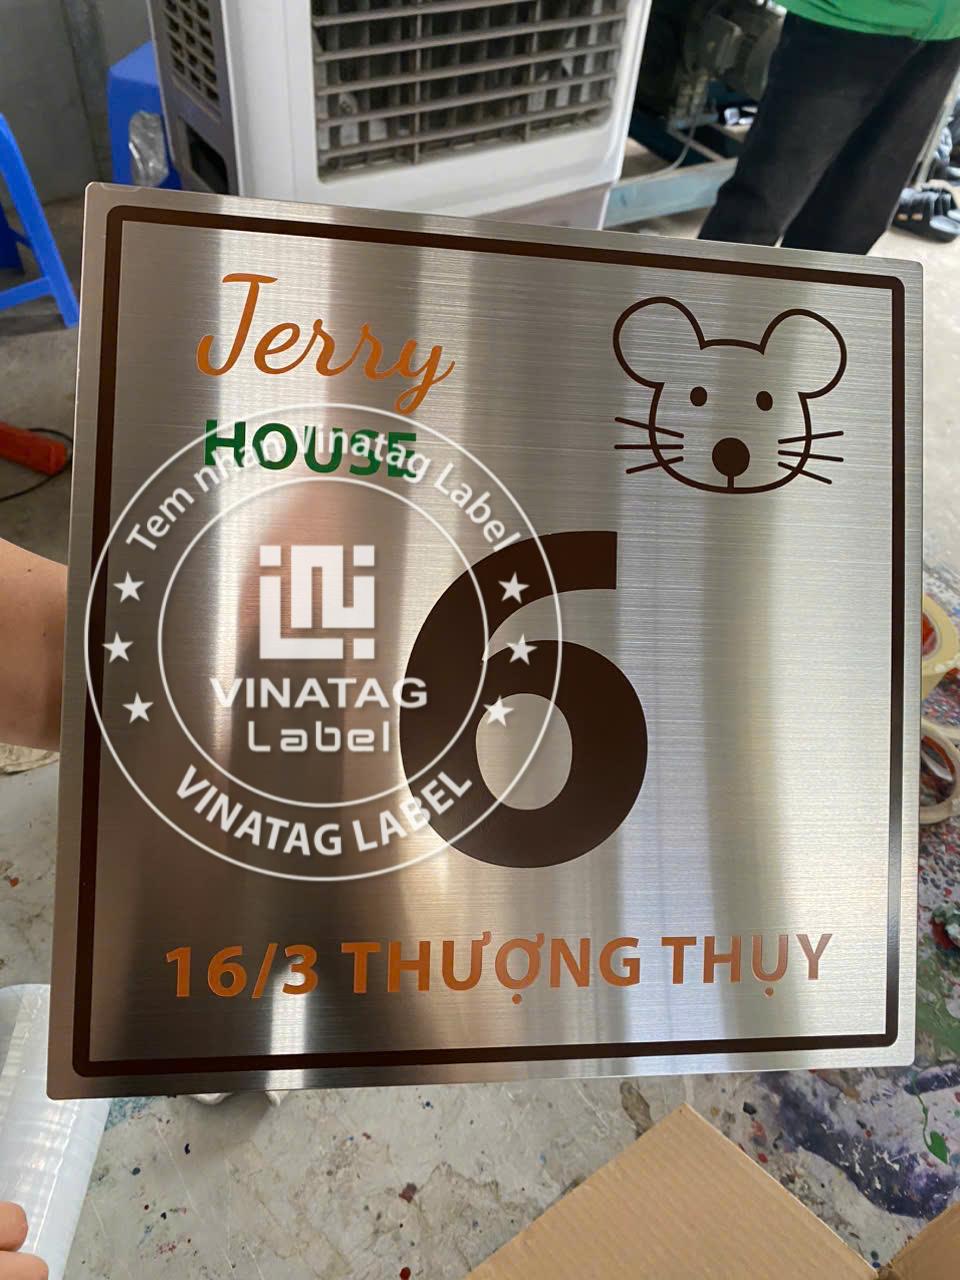 Jerry
HOUSE
6
16/3 THƯỢNG THỤY
Tem nhãn Vinatag Label
VINATAG
Label
VINATAG LABEL